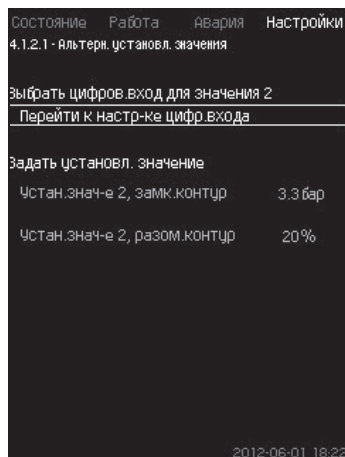 Состояние Работа Авария Настройки
4.1.2.1 - Альтерн. установл. значения
Выбрать цифров.вход для значения 2
Перейти к настр-ке цифр.входа
Задать установл. значение
Устан.знач-е 2, замк.контур 3.3 бар
Устан.знач-е 2, разом.контур 20%
2012-06-01 18:22